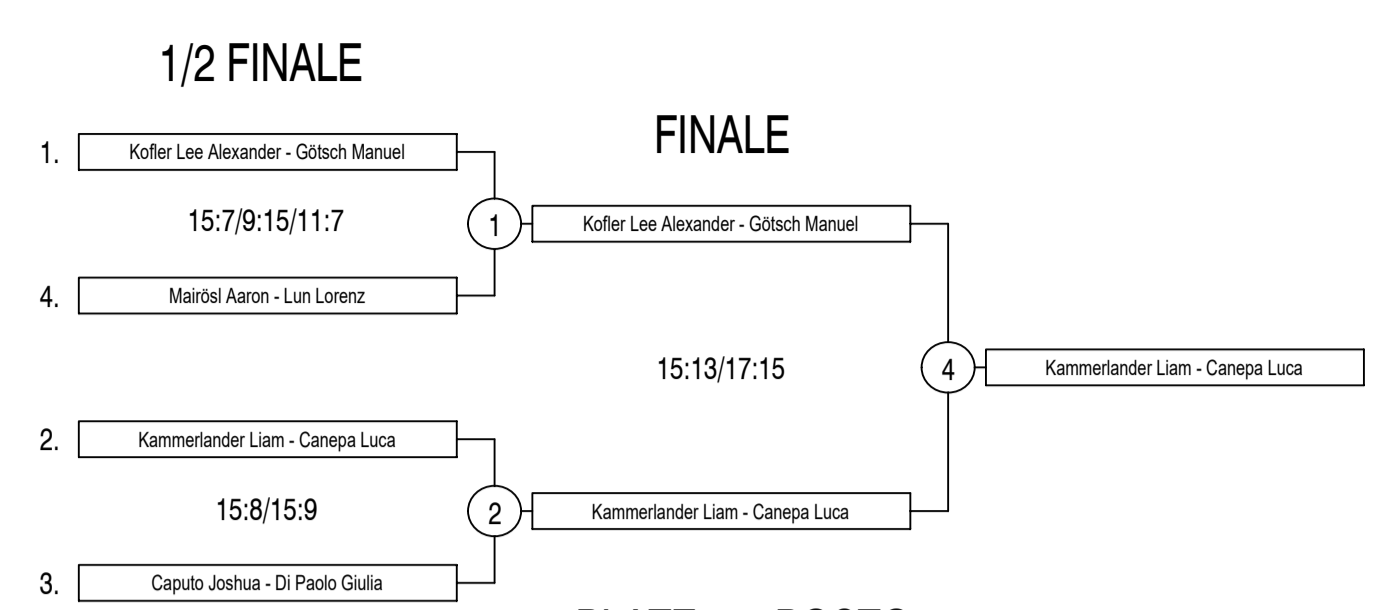 1/2 FINALE
FINALE
1.
Kofler Lee Alexander - Götsch Manuel
15:7/9:15/11:7
1
Kofler Lee Alexander - Götsch Manuel
4.
Mairösl Aaron - Lun Lorenz
15:13/17:15
4
Kammerlander Liam - Canepa Luca
2.
Kammerlander Liam - Canepa Luca
15:8/15:9
2
Kammerlander Liam - Canepa Luca
3.
Caputo Joshua - Di Paolo Giulia